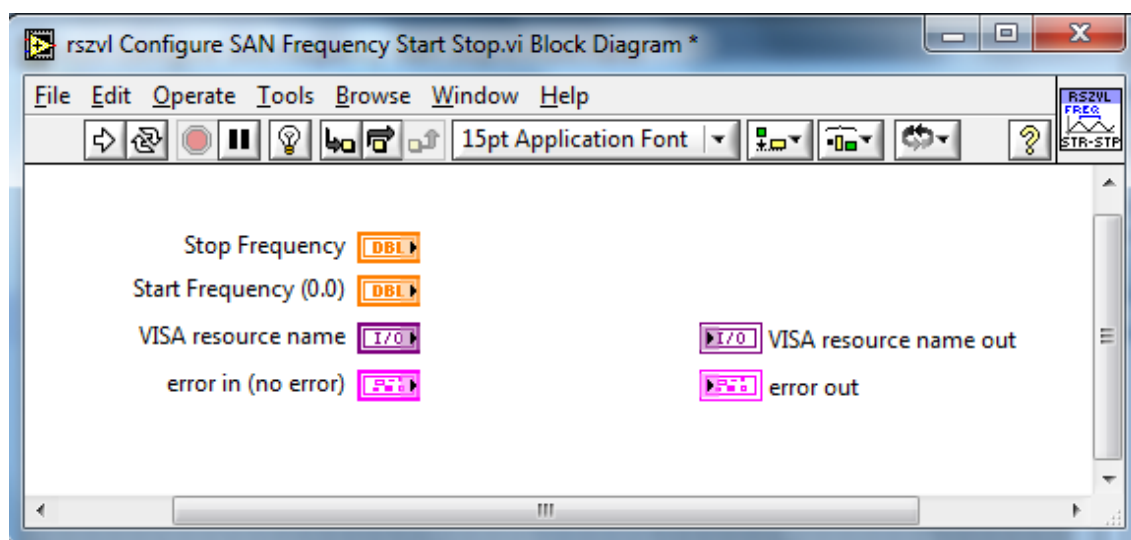 rszvl Configure SAN Frequency Start Stop.vi Block Diagram *
File Edit Operate Tools Browse Window Help
RSZVL
FREQ
STR-STP
15pt Application Font
?
Stop Frequency DBL
Start Frequency (0.0) DBL
VISA resource name I/O
I/O VISA resource name out
error in (no error)
error out